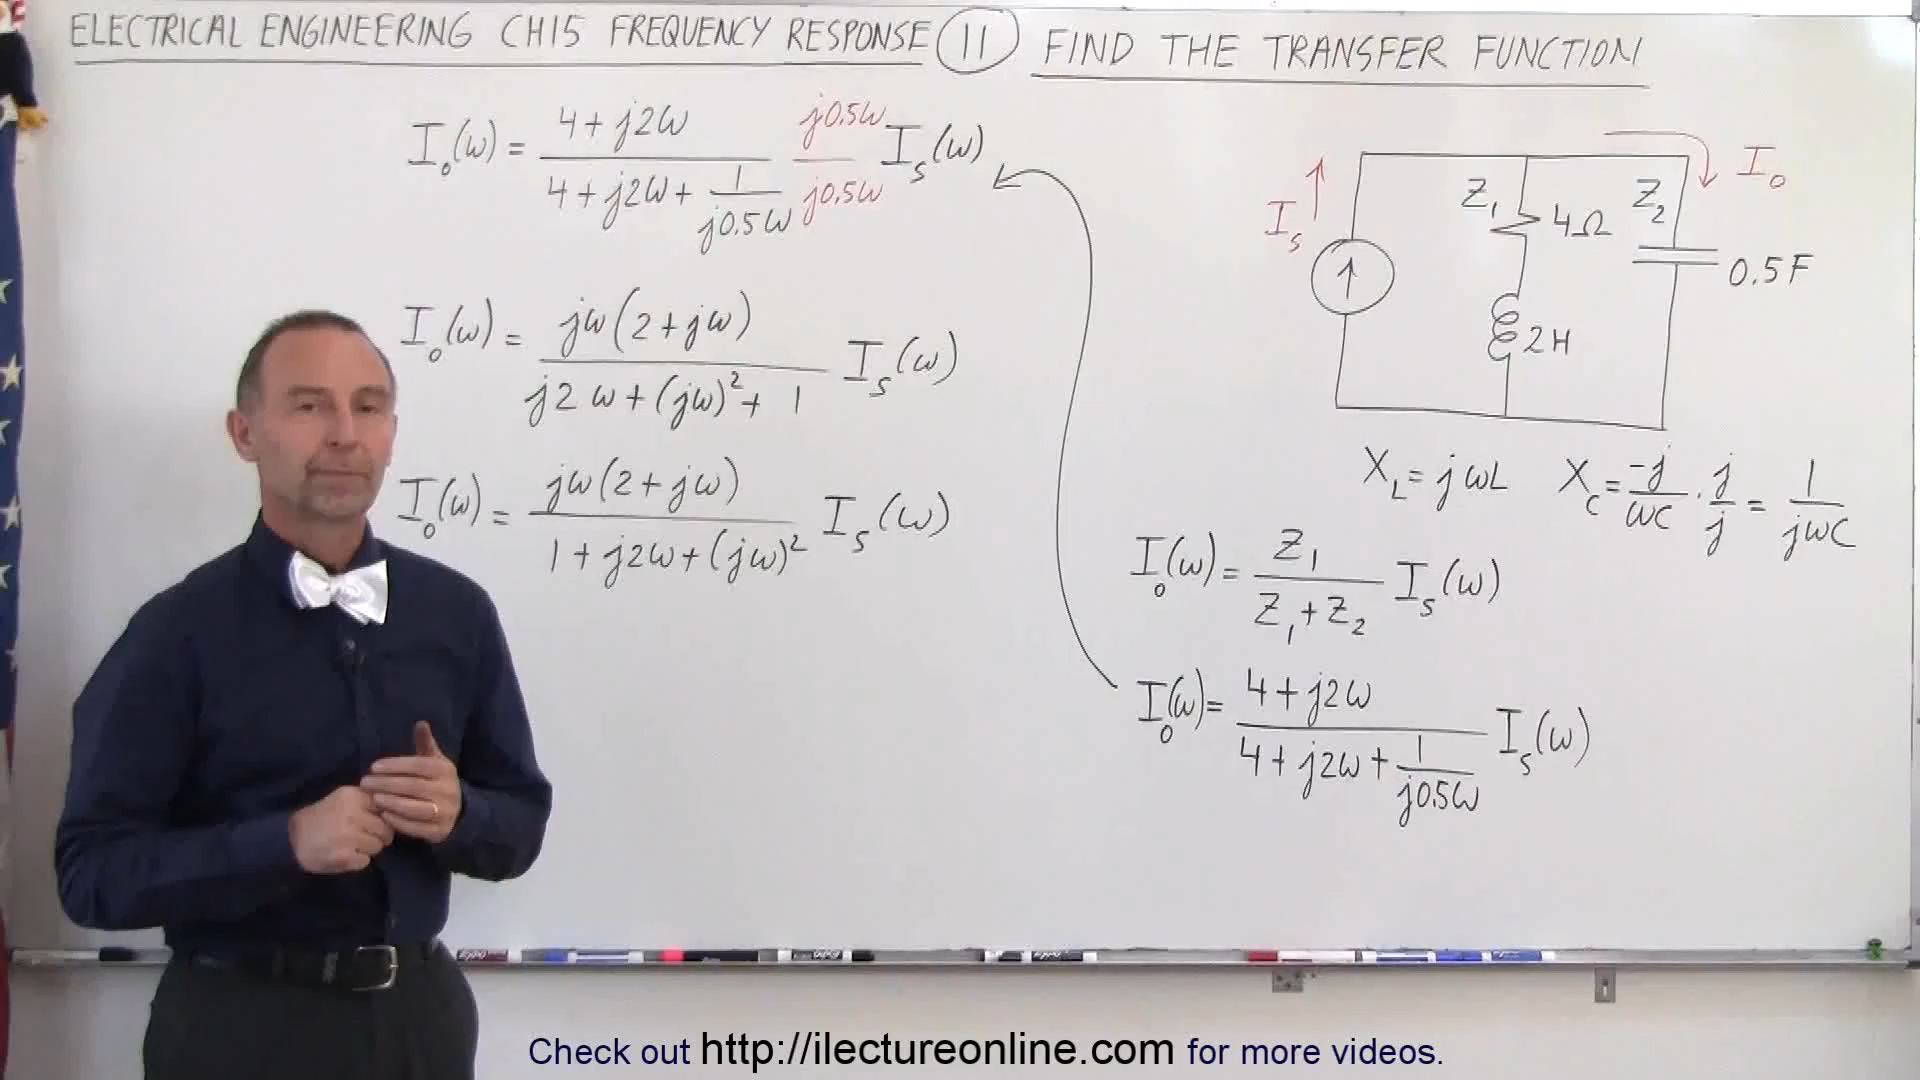 ELECTRICAL ENGINEERING CH15 FREQUENCY RESPONSE 11 FIND THE TRANSFER FUNCTION
I₀(ω) = (4 + j2ω)/(4 + j2ω + 1/(j0.5ω)) (j0.5ω)/(j0.5ω) Iₛ(ω)
I₀(ω) = jω(2 + jω)/(j2ω + (jω)² + 1) Iₛ(ω)
I₀(ω) = jω(2 + jω)/(1 + j2ω + (jω)²) Iₛ(ω)
Iₛ
Z₁ 4Ω
2H
Z₂
0.5F
I₀
X_L = jωL X_C = -j/ωC · j/j = 1/jωC
I₀(ω) = Z₁/(Z₁ + Z₂) Iₛ(ω)
I₀(ω) = (4 + j2ω)/(4 + j2ω + 1/(j0.5ω)) Iₛ(ω)
Check out http://ilectureonline.com for more videos.